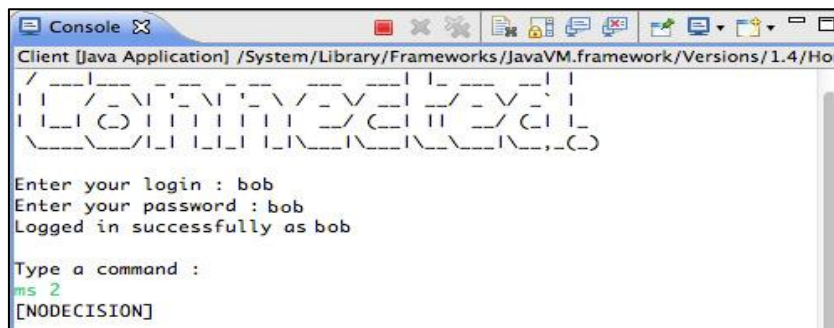 Console
Client [Java Application] /System/Library/Frameworks/JavaVM.framework/Versions/1.4/Ho
Connected.
Enter your login : bob
Enter your password : bob
Logged in successfully as bob
Type a command :
ms 2
[NODECISION]